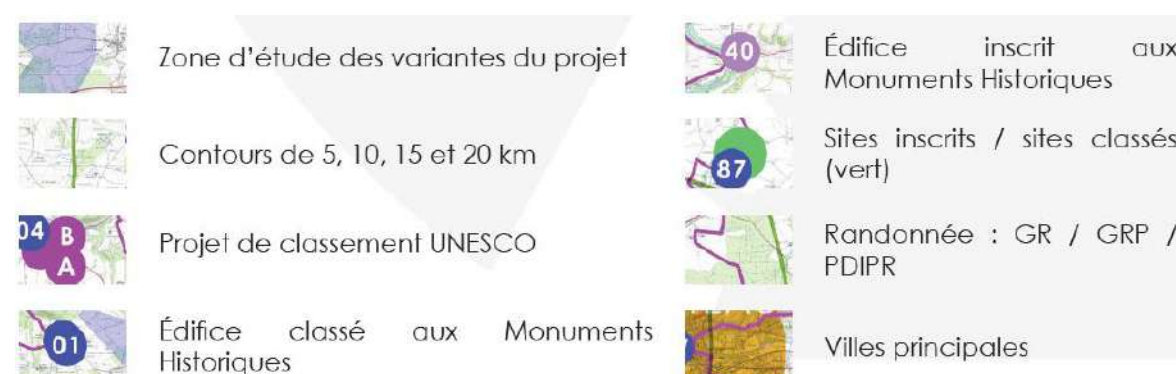 Zone d'étude des variantes du projet
Contours de 5, 10, 15 et 20 km
04 B
A
Projet de classement UNESCO
01
Édifice classé aux Monuments
Historiques
40
Édifice inscrit aux
Monuments Historiques
87
Sites inscrits / sites classés
(vert)
Randonnée : GR / GRP /
PDIPR
Villes principales